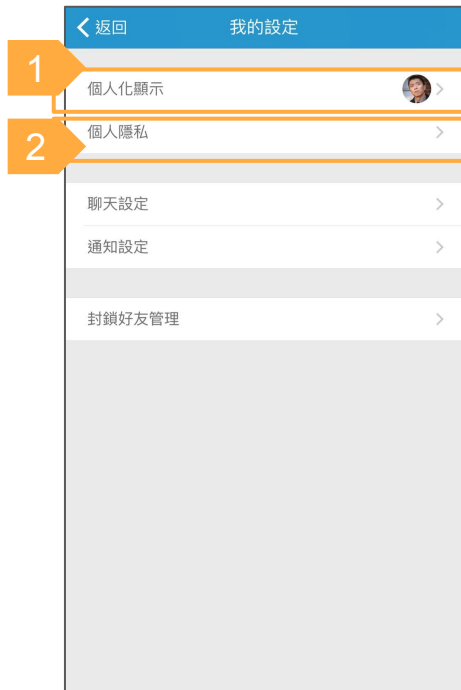 返回 我的設定
1
個人化顯示
2
個人隱私
聊天設定
通知設定
封鎖好友管理